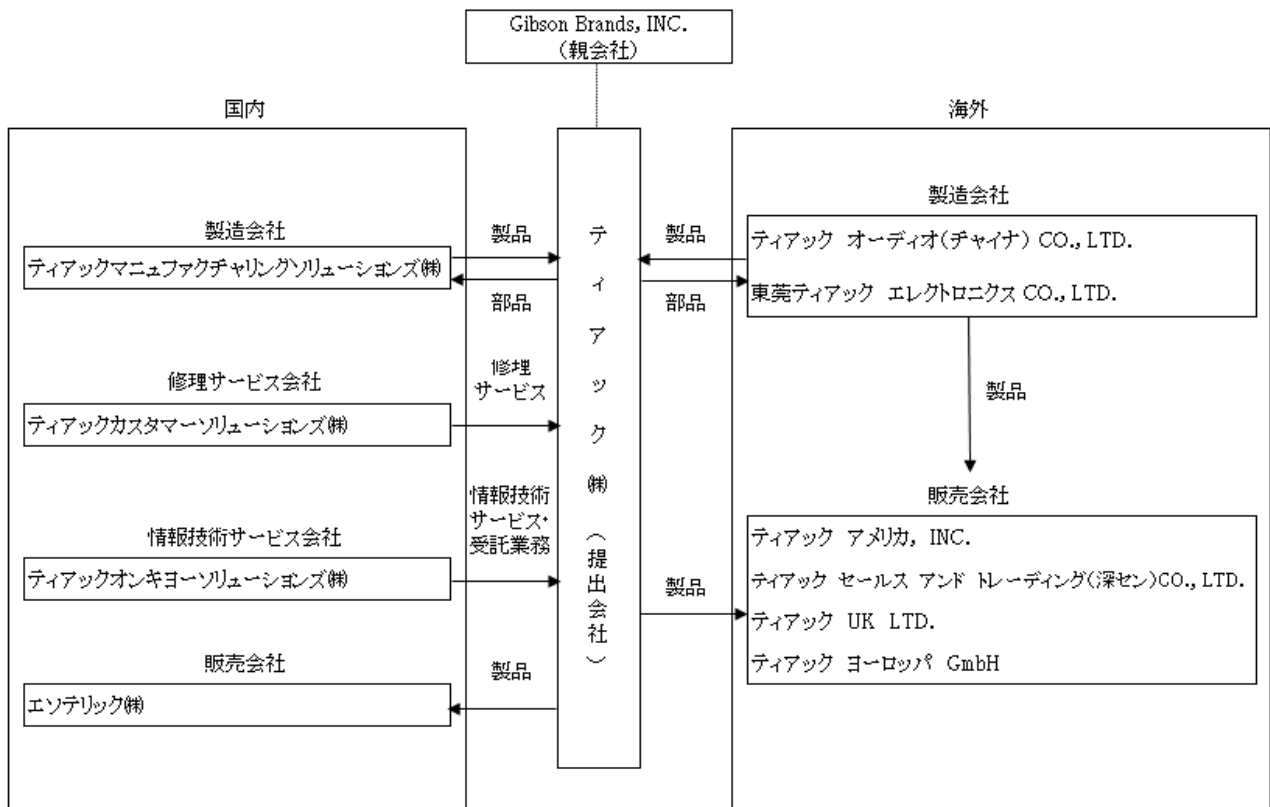 Gibson Brands, INC.
(親会社)
国内
海外
製造会社
ティアックマニュファクチャリングソリューションズ㈱
製品
部品
修理サービス会社
ティアックカスタマーソリューションズ㈱
修理
サービス
情報技術サービス会社
ティアックオンキヨーソリューションズ㈱
情報技術
サービス・
受託業務
販売会社
エソテリック㈱
製品
ティアック㈱(提出会社)
製品
部品
製造会社
ティアック オーディオ(チャイナ) CO., LTD.
東莞ティアック エレクトロニクス CO., LTD.
製品
製品
販売会社
ティアック アメリカ, INC.
ティアック セールス アンド トレーディング(深セン)CO., LTD.
ティアック UK LTD.
ティアック ヨーロッパ GmbH